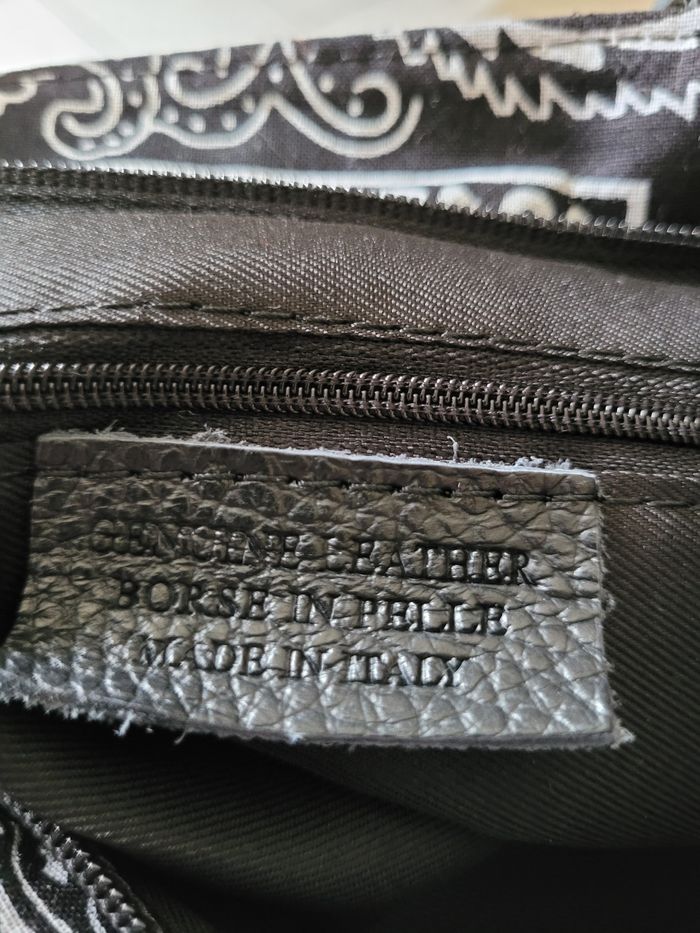 GENUINE LEATHER
BORSE IN PELLE
MADE IN ITALY